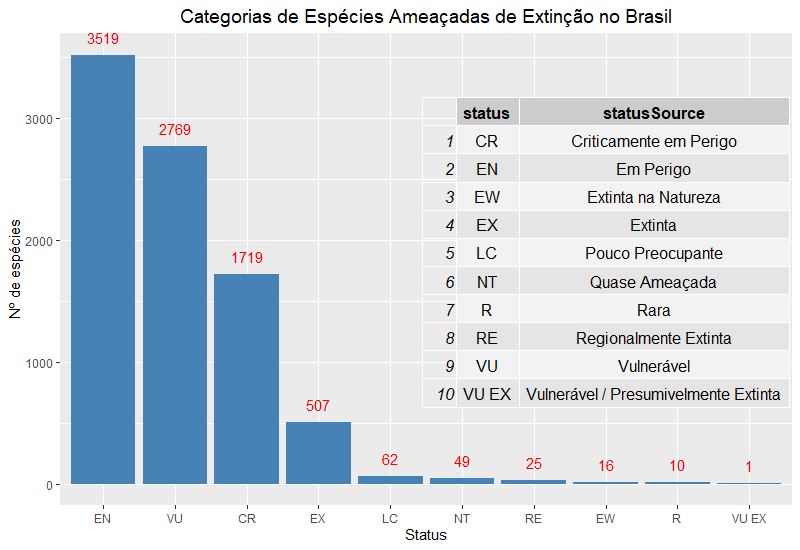 Categorias de Espécies Ameaçadas de Extinção no Brasil
Nº de espécies
3000
2000
1000
0
3519
2769
1719
507
62
49
25
16
10
1
status statusSource
1 CR Criticamente em Perigo
2 EN Em Perigo
3 EW Extinta na Natureza
4 EX Extinta
5 LC Pouco Preocupante
6 NT Quase Ameaçada
7 R Rara
8 RE Regionalmente Extinta
9 VU Vulnerável
10 VU EX Vulnerável / Presumivelmente Extinta
EN VU CR EX LC NT RE EW R VU EX
Status